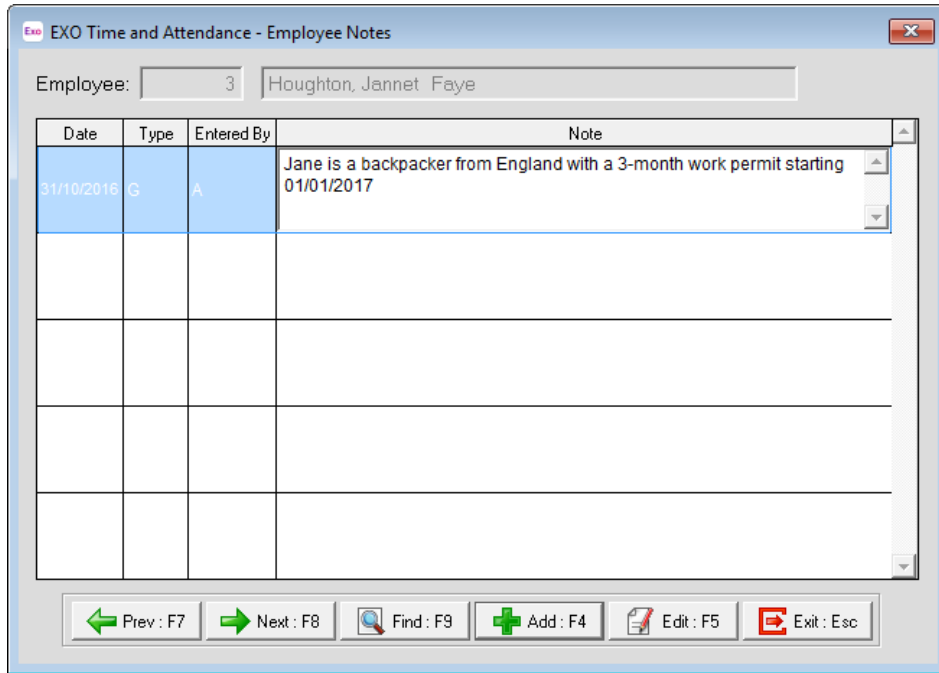 Exo EXO Time and Attendance - Employee Notes
Employee: 3 Houghton, Jannet Faye
Date Type Entered By Note
31/10/2016 G A Jane is a backpacker from England with a 3-month work permit starting
01/01/2017
Prev : F7 Next : F8 Find : F9 Add : F4 Edit : F5 Exit : Esc